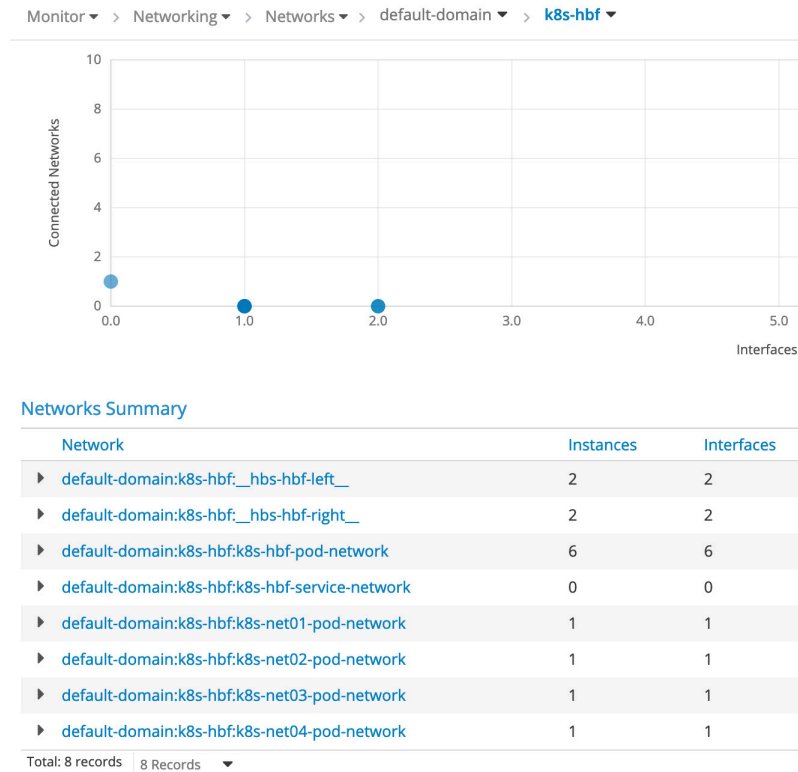 Monitor > Networking > Networks > default-domain > k8s-hbf
10
8
6
4
2
0
Connected Networks
0.0 1.0 2.0 3.0 4.0 5.0
Interfaces
Networks Summary
Network Instances Interfaces
default-domain:k8s-hbf:__hbs-hbf-left__ 2 2
default-domain:k8s-hbf:__hbs-hbf-right__ 2 2
default-domain:k8s-hbf:k8s-hbf-pod-network 6 6
default-domain:k8s-hbf:k8s-hbf-service-network 0 0
default-domain:k8s-hbf:k8s-net01-pod-network 1 1
default-domain:k8s-hbf:k8s-net02-pod-network 1 1
default-domain:k8s-hbf:k8s-net03-pod-network 1 1
default-domain:k8s-hbf:k8s-net04-pod-network 1 1
Total: 8 records 8 Records